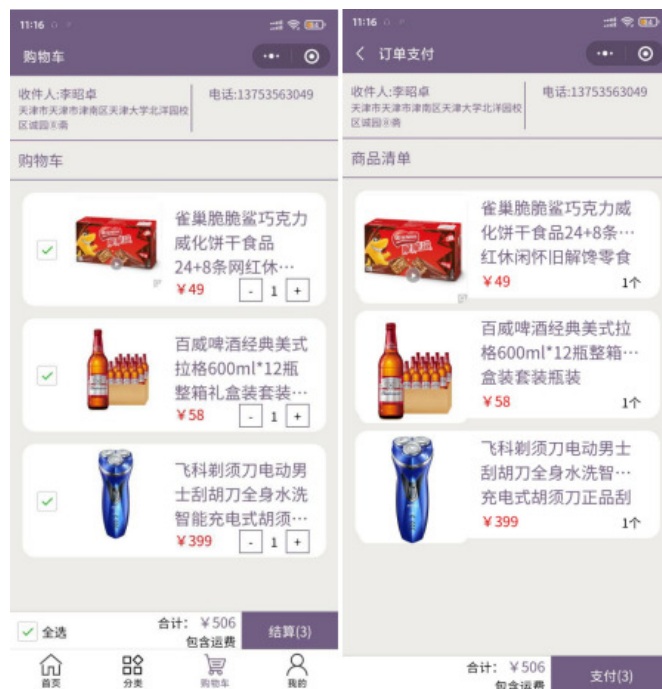 11:16
购物车
收件人:李昭卓
电话:13753563049
天津市天津市津南区天津大学北洋园校
区诚园8斋
购物车
雀巢脆脆鲨巧克力
威化饼干食品
24+8条网红休…
￥49
- 1 +
百威啤酒经典美式
拉格600ml*12瓶
整箱礼盒装套装…
￥58
- 1 +
飞科剃须刀电动男
士刮胡刀全身水洗
智能充电式胡须…
￥399
- 1 +
全选
合计：￥506
包含运费
结算(3)
首页
分类
购物车
我的
11:16
订单支付
收件人:李昭卓
电话:13753563049
天津市天津市津南区天津大学北洋园校
区诚园8斋
商品清单
雀巢脆脆鲨巧克力威
化饼干食品24+8条…
红休闲怀旧解馋零食
￥49
1个
百威啤酒经典美式拉
格600ml*12瓶整箱…
盒装套装瓶装
￥58
1个
飞科剃须刀电动男士
刮胡刀全身水洗智…
充电式胡须刀正品刮
￥399
1个
合计：￥506
包含运费
支付(3)